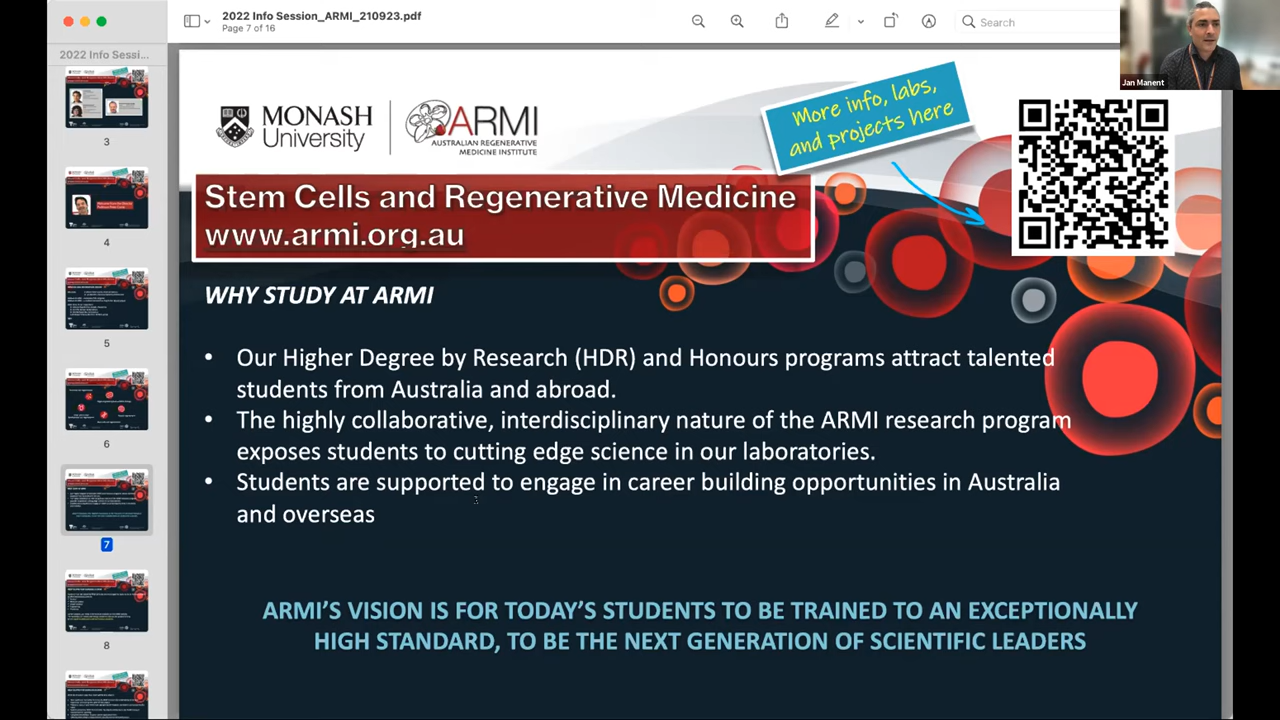 2022 Info Session_ARMI_210923.pdf
Page 7 of 16
Search
Jan Manent
2022 Info Sessi...
3
4
5
6
7
8
MONASH
University
ARMI
AUSTRALIAN REGENERATIVE
MEDICINE INSTITUTE
More info, labs,
and projects here
Stem Cells and Regenerative Medicine
www.armi.org.au
WHY STUDY AT ARMI
• Our Higher Degree by Research (HDR) and Honours programs attract talented
students from Australia and abroad.
• The highly collaborative, interdisciplinary nature of the ARMI research program
exposes students to cutting edge science in our laboratories.
• Students are supported to engage in career building opportunities in Australia
and overseas
ARMI'S VISION IS FOR TODAY'S STUDENTS TO BE TRAINED TO AN EXCEPTIONALLY
HIGH STANDARD, TO BE THE NEXT GENERATION OF SCIENTIFIC LEADERS